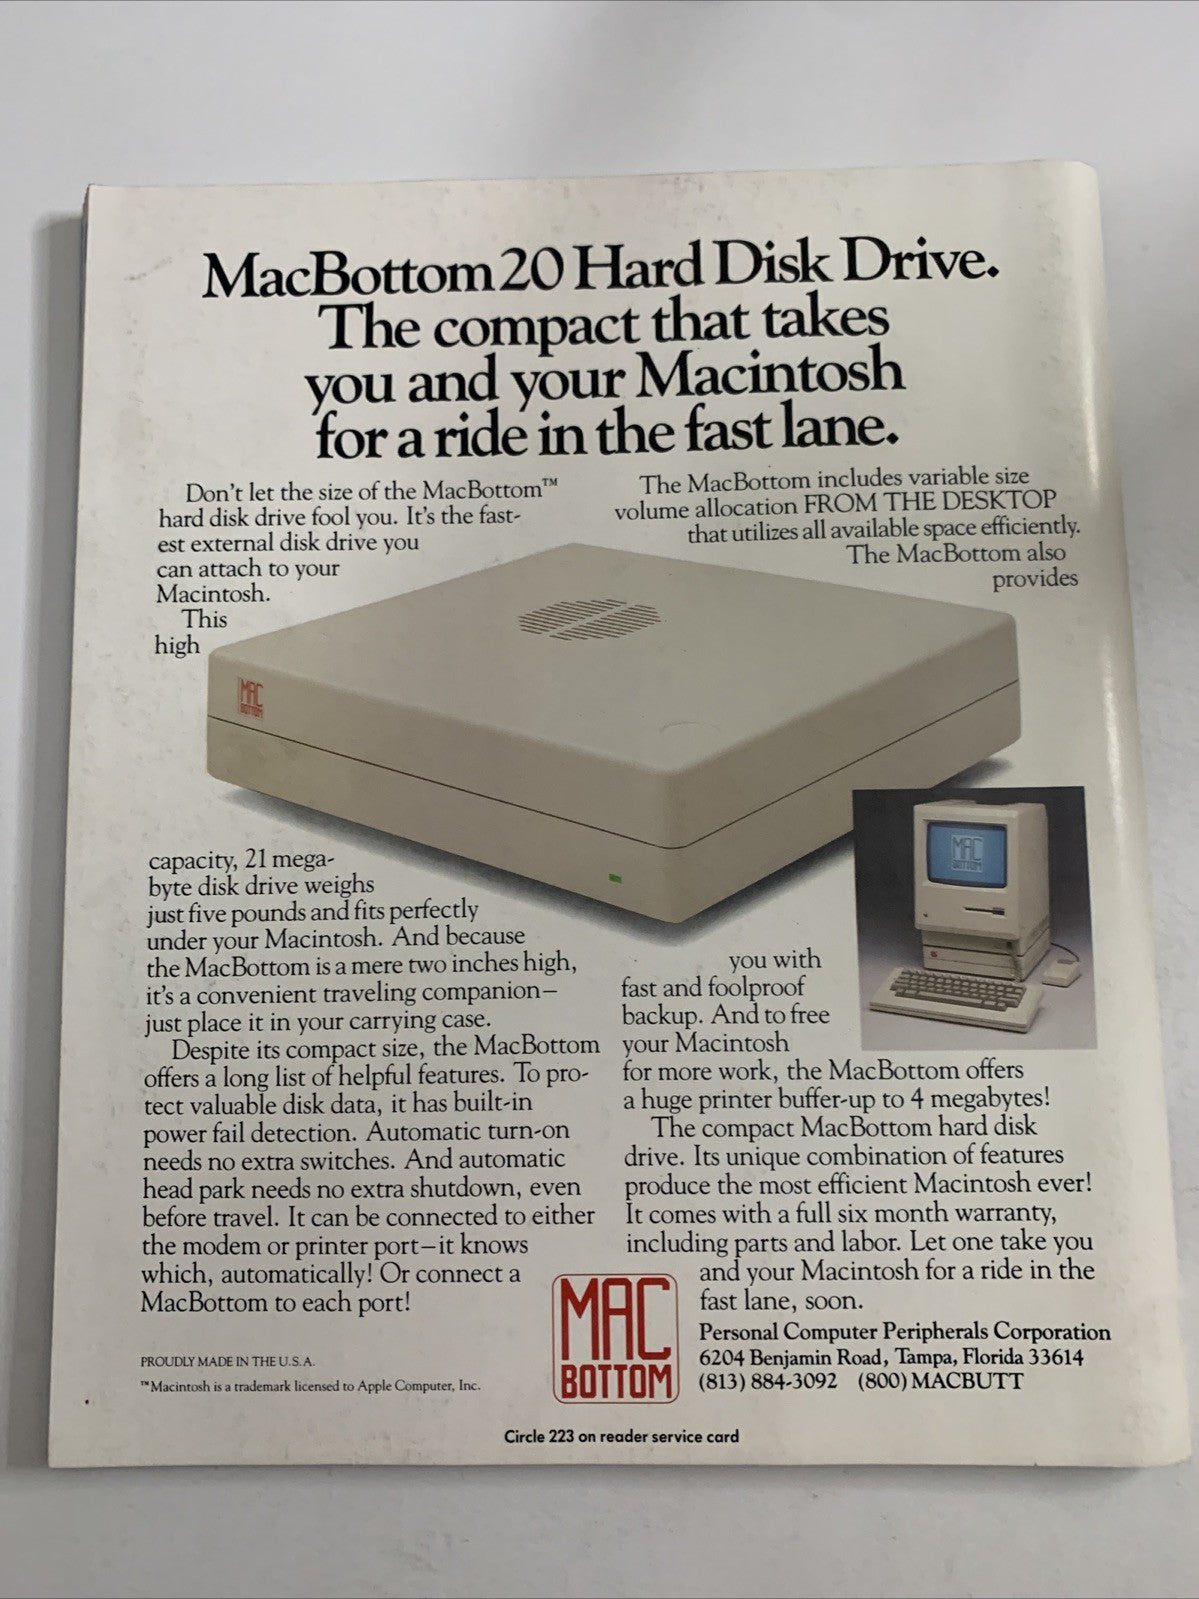 MacBottom 20 Hard Disk Drive.
The compact that takes
you and your Macintosh
for a ride in the fast lane.
Don't let the size of the MacBottom™
hard disk drive fool you. It's the fast-
est external disk drive you
can attach to your
Macintosh.
This
high
MAC
BOTTOM
capacity, 21 mega-
byte disk drive weighs
just five pounds and fits perfectly
under your Macintosh. And because
the MacBottom is a mere two inches high,
it's a convenient traveling companion—
just place it in your carrying case.
Despite its compact size, the MacBottom
offers a long list of helpful features. To pro-
tect valuable disk data, it has built-in
power fail detection. Automatic turn-on
needs no extra switches. And automatic
head park needs no extra shutdown, even
before travel. It can be connected to either
the modem or printer port—it knows
which, automatically! Or connect a
MacBottom to each port!
PROUDLY MADE IN THE U.S.A.
™Macintosh is a trademark licensed to Apple Computer, Inc.
The MacBottom includes variable size
volume allocation FROM THE DESKTOP
that utilizes all available space efficiently.
The MacBottom also
provides
MAC
BOTTOM
you with
fast and foolproof
backup. And to free
your Macintosh
for more work, the MacBottom offers
a huge printer buffer-up to 4 megabytes!
The compact MacBottom hard disk
drive. Its unique combination of features
produce the most efficient Macintosh ever!
It comes with a full six month warranty,
including parts and labor. Let one take you
and your Macintosh for a ride in the
fast lane, soon.
MAC
BOTTOM
Personal Computer Peripherals Corporation
6204 Benjamin Road, Tampa, Florida 33614
(813) 884-3092 (800) MACBUTT
Circle 223 on reader service card